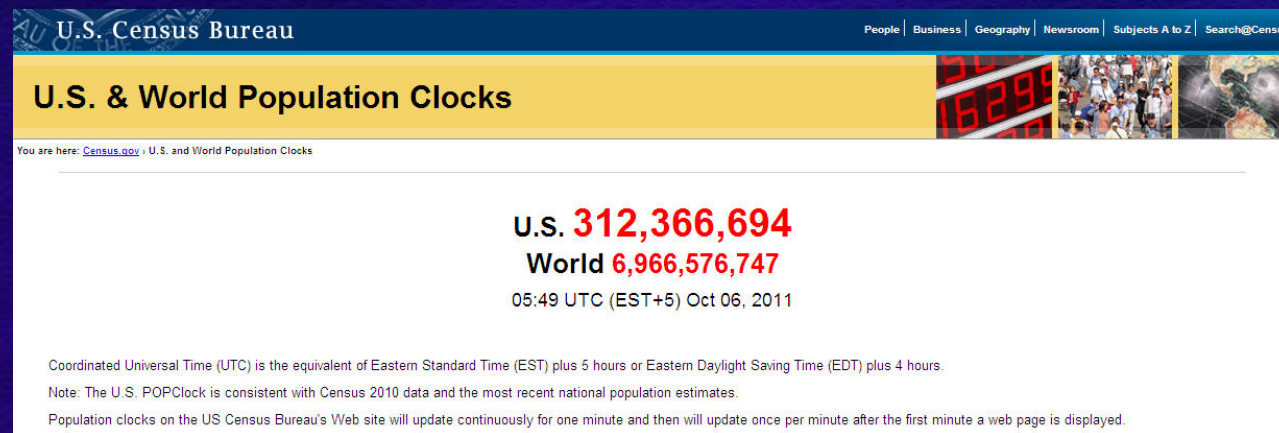 U.S. Census Bureau
People | Business | Geography | Newsroom | Subjects A to Z |
U.S. & World Population Clocks
You are here: Census.gov › U.S. and World Population Clocks
U.S. 312,366,694
World 6,966,576,747
05:49 UTC (EST+5) Oct 06, 2011
Coordinated Universal Time (UTC) is the equivalent of Eastern Standard Time (EST) plus 5 hours or Eastern Daylight Saving Time (EDT) plus 4 hours.
Note: The U.S. POPClock is consistent with Census 2010 data and the most recent national population estimates.
Population clocks on the US Census Bureau's Web site will update continuously for one minute and then will update once per minute after the first minute a web page is displayed.